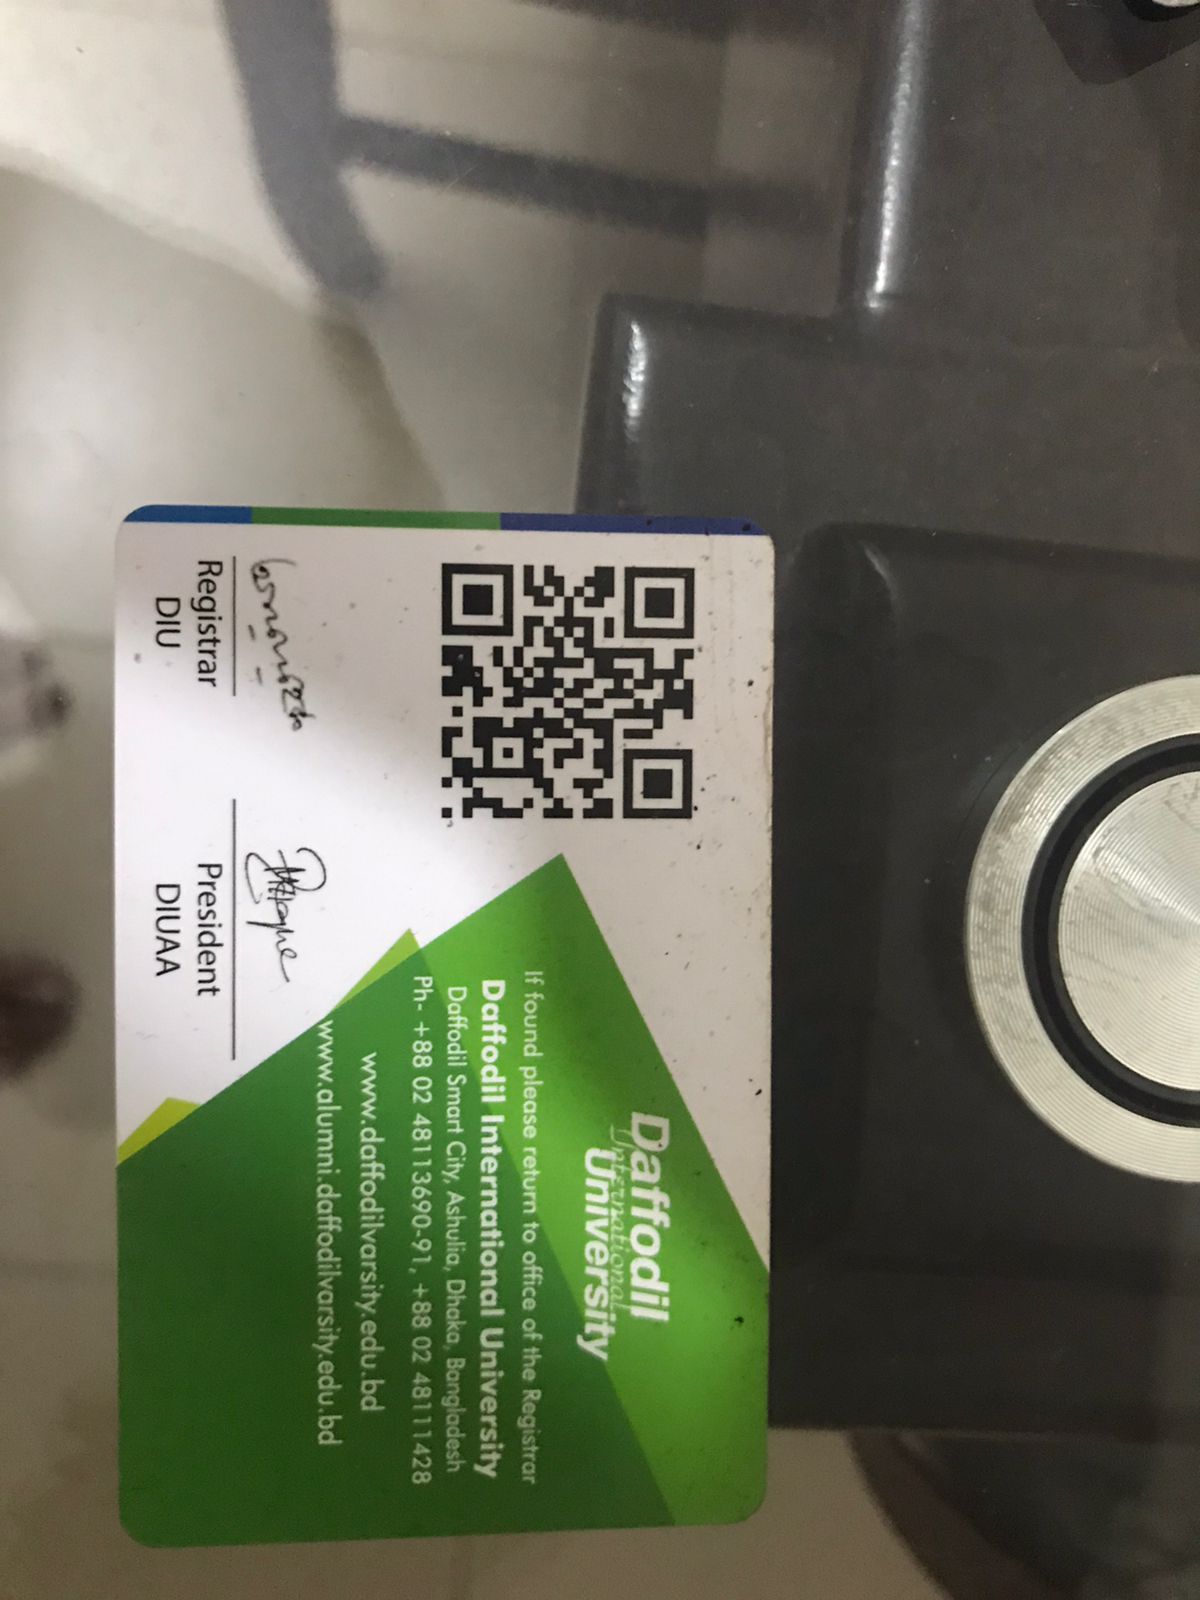 Daffodil
International
University
If found please return to office of the Registrar
Daffodil International University
Daffodil Smart City, Ashulia, Dhaka, Bangladesh
Ph- +88 02 48113690-91, +88 02 48111428
www.daffodilvarsity.edu.bd
www.alumni.daffodilvarsity.edu.bd
Registrar
DIU
President
DIUAA